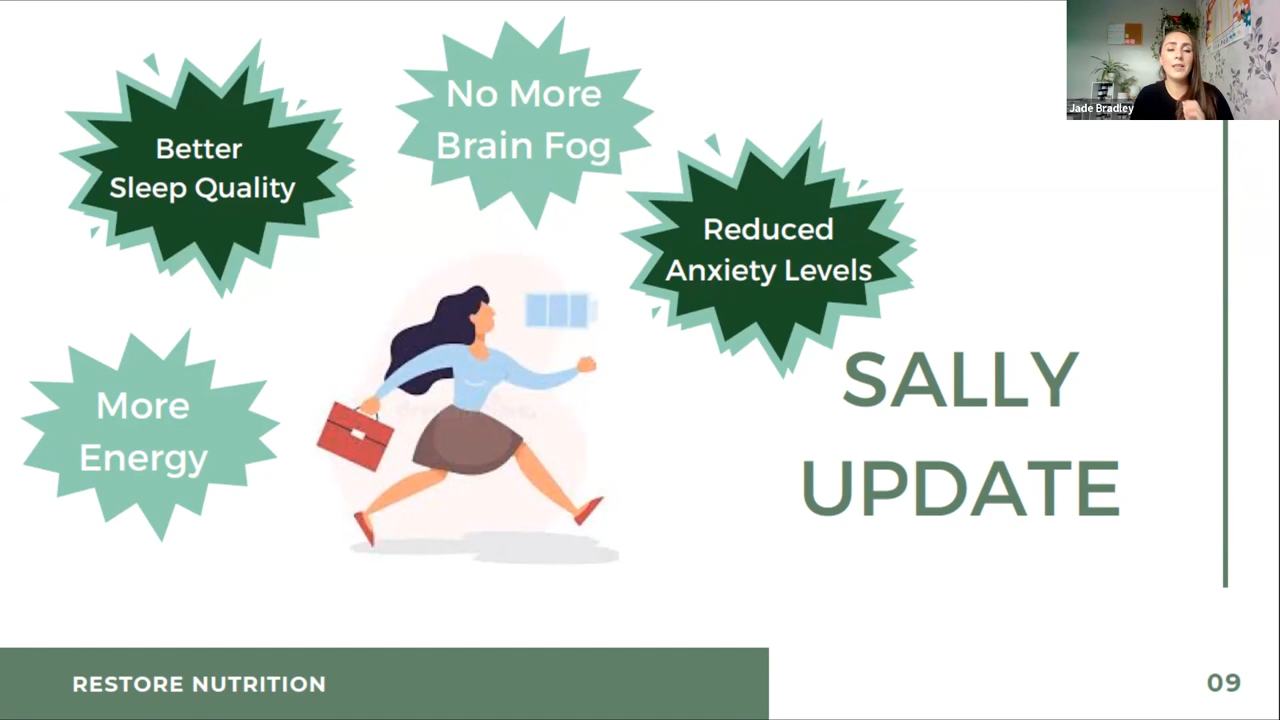 Better
Sleep Quality
No More
Brain Fog
Reduced
Anxiety Levels
More
Energy
SALLY
UPDATE
RESTORE NUTRITION
09
Jade Bradley